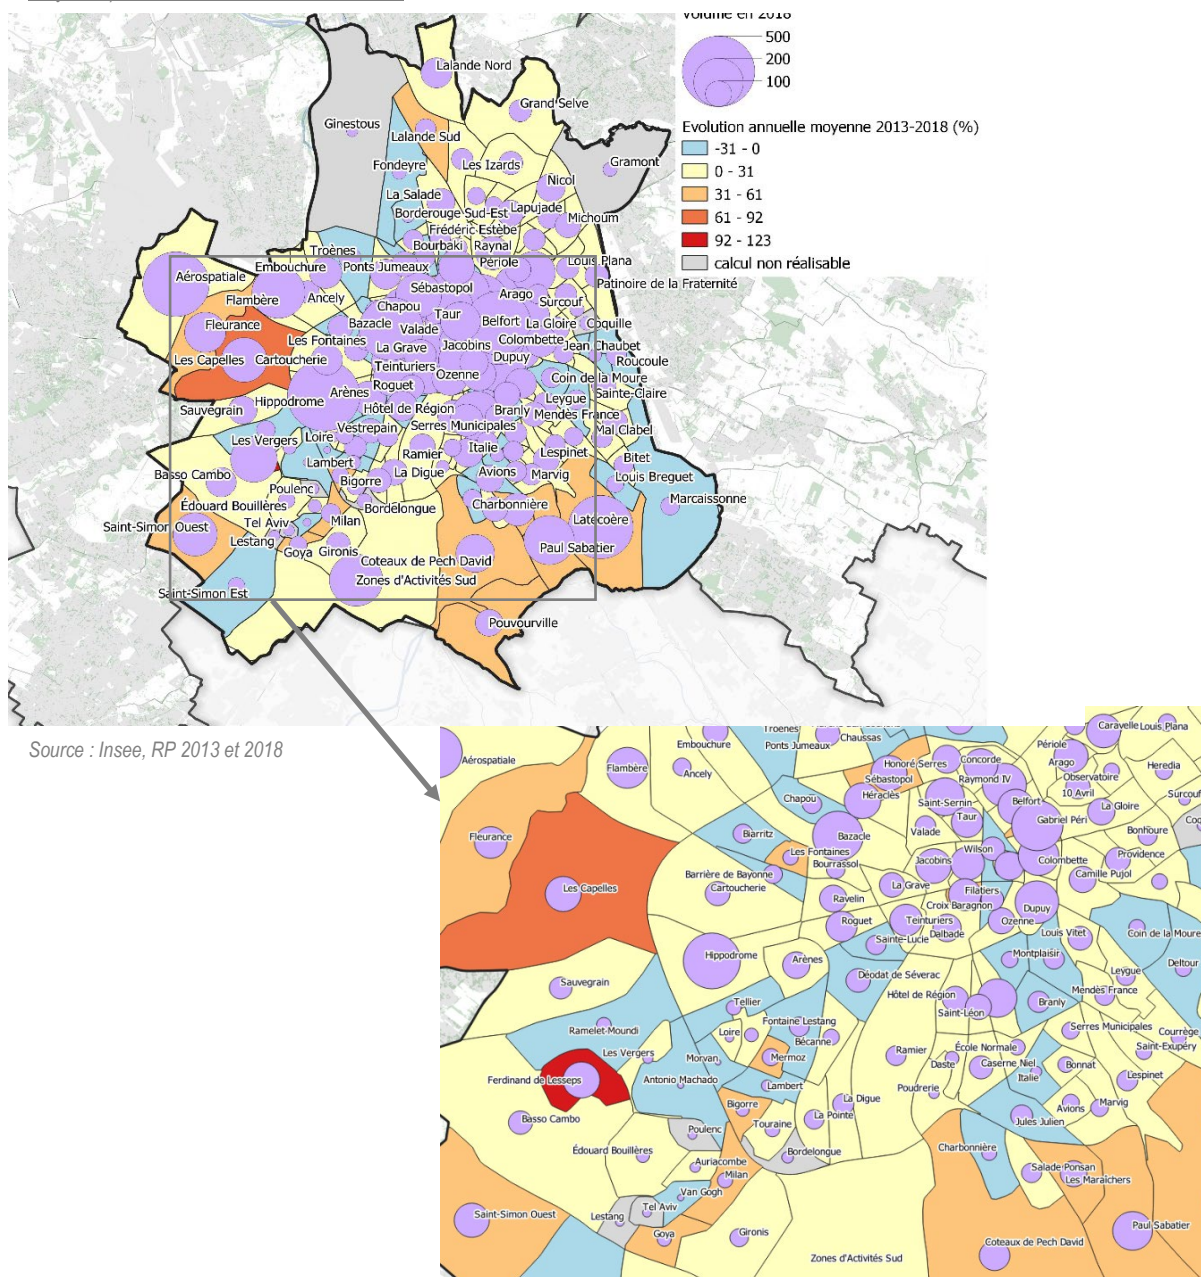 Volume en 2018
500
200
100
Evolution annuelle moyenne 2013-2018 (%)
-31 - 0
0 - 31
31 - 61
61 - 92
92 - 123
calcul non réalisable
Lalande Nord
Grand Selve
Ginestous
Lalande Sud
Gramont
Fondeyre
Les Izards
Nicol
La Salade
Borderouge Sud-Est
Lapujade
Michoum
Frédéric Estèbe
Bourbaki
Raynal
Troènes
Embouchure
Ponts Jumeaux
Périole
Louis Plana
Aérospatiale
Patinoire de la Fraternité
Flambère
Ancely
Sébastopol
Arago
Surcouf
Chapou
Taur
Fleurance
Bazacle
Valade
Belfort
La Gloire
Coquille
Les Fontaines
Colombette
La Grave
Jacobins
Jean Chaubet
Les Capelles
Cartoucherie
Dupuy
Roucoule
Teinturiers
Ozenne
Coin de la Moure
Hippodrome
Arènes
Roguet
Leygue
Sainte-Claire
Sauvegrain
Hôtel de Région
Branly
Mendès France
Les Vergers
Loire
Vestrepain
Serres Municipales
Mal Clabel
Ramier
Italie
Lespinet
Bitet
Basso Cambo
Lambert
La Digue
Avions
Marvig
Louis Breguet
Poulenc
Bigorre
Marcaissonne
Édouard Bouillères
Bordelongue
Charbonnière
Saint-Simon Ouest
Tel Aviv
Milan
Latécoère
Lestang
Goya
Gironis
Paul Sabatier
Coteaux de Pech David
Zones d'Activités Sud
Saint-Simon Est
Pouvourville
Source : Insee, RP 2013 et 2018
Troènes
Embouchure
Ponts Jumeaux
Chaussas
Caravelle
Louis Plana
Aérospatiale
Flambère
Ancely
Honoré Serres
Concorde
Périole
Arago
Sébastopol
Raymond IV
Observatoire
Heredia
Chapou
Héraclès
Saint-Sernin
10 Avril
Surcouf
Belfort
La Gloire
Fleurance
Biarritz
Bazacle
Valade
Taur
Gabriel Péri
Bonhoure
Les Fontaines
Wilson
Bourrassol
Jacobins
Colombette
Providence
Barrière de Bayonne
Camille Pujol
Les Capelles
Cartoucherie
La Grave
Filatiers
Ravelin
Croix Baragnon
Dupuy
Roguet
Teinturiers
Ozenne
Dalbade
Louis Vitet
Coin de la Moure
Sainte-Lucie
Hippodrome
Arènes
Montplaisir
Deltour
Déodat de Séverac
Leygue
Sauvegrain
Hôtel de Région
Mendès France
Tellier
Branly
Saint-Léon
Ramelet-Moundi
Fontaine Lestang
Serres Municipales
Loire
Bécanne
Courrège
École Normale
Saint-Exupéry
Les Vergers
Morvan
Mermoz
Ramier
Daste
Caserne Niel
Bonnat
Ferdinand de Lesseps
Antonio Machado
Lambert
Italie
Lespinet
Poudrerie
La Digue
Bigorre
Avions
Marvig
Basso Cambo
La Pointe
Jules Julien
Touraine
Poulenc
Édouard Bouillères
Bordelongue
Charbonnière
Auriacombe
Milan
Salade Ponsan
Les Maraîchers
Van Gogh
Saint-Simon Ouest
Lestang
Tel Aviv
Goya
Gironis
Paul Sabatier
Coteaux de Pech David
Zones d'Activités Sud